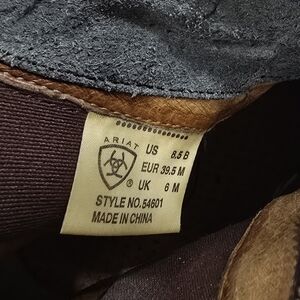 ARIAT
US 8.5 B
EUR 39.5 M
® UK 6 M
STYLE NO.54601
MADE IN CHINA